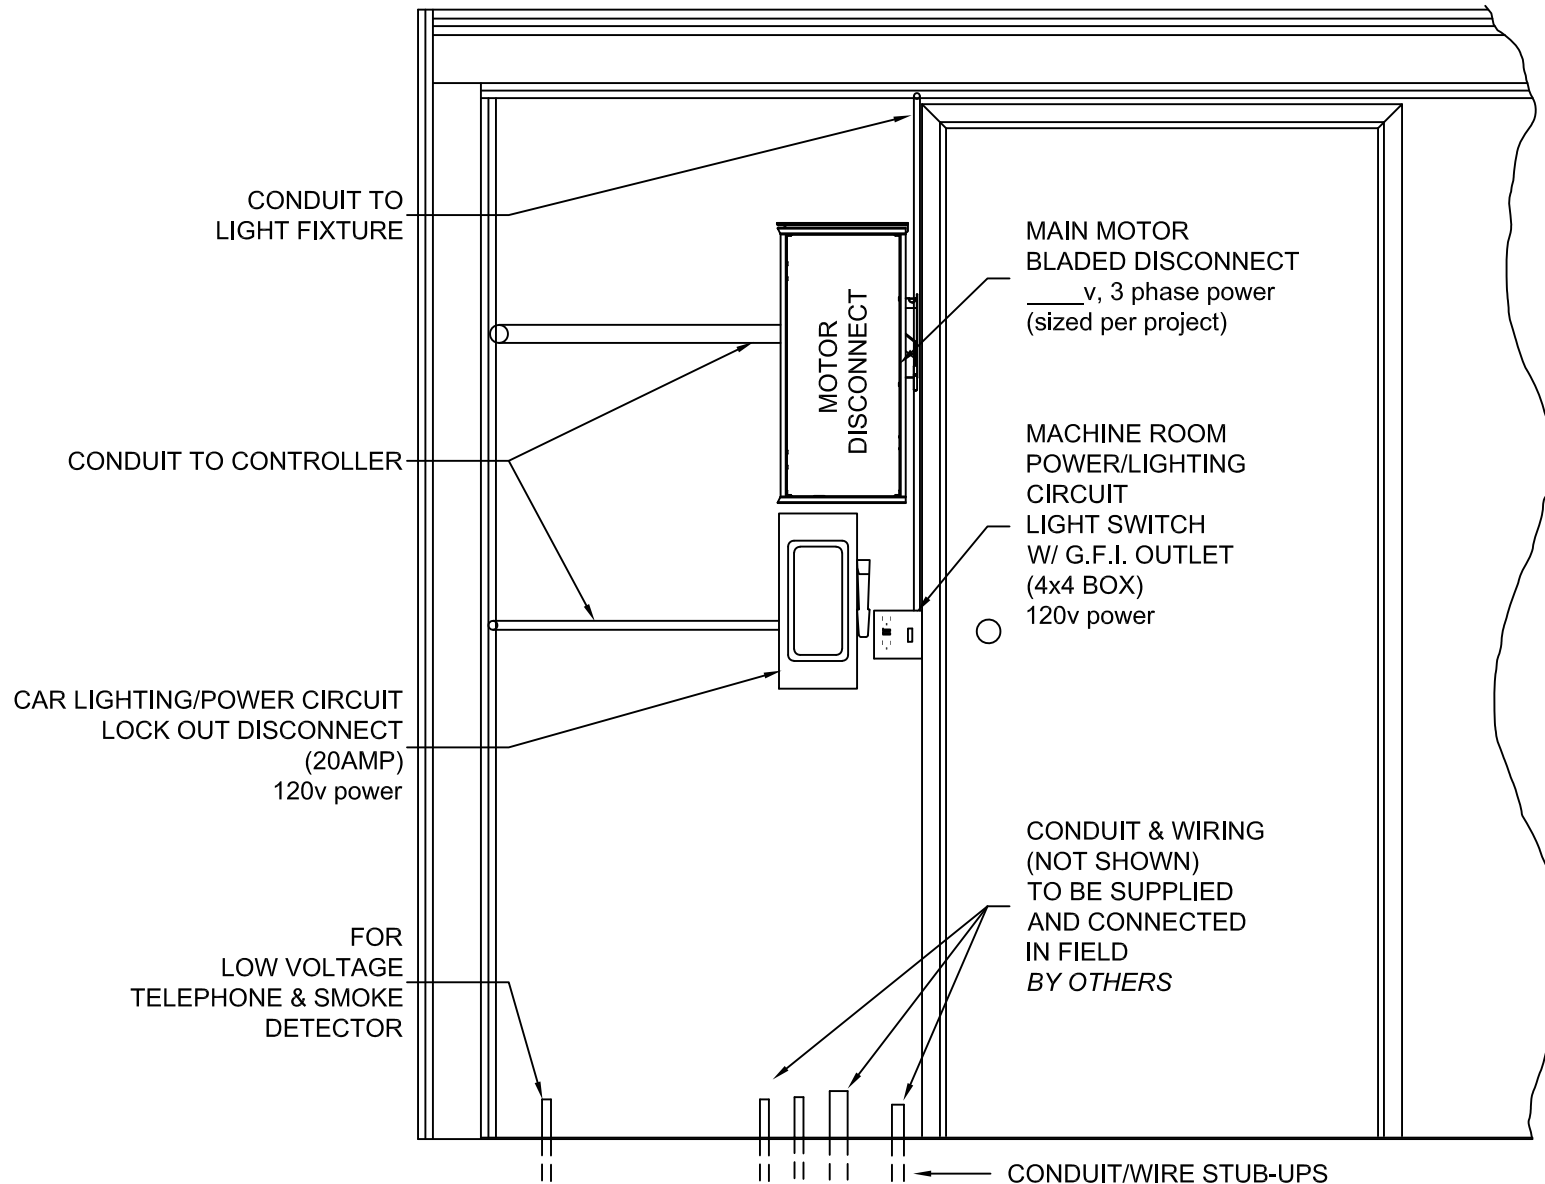 CONDUIT TO
LIGHT FIXTURE
MAIN MOTOR
BLADED DISCONNECT
____v, 3 phase power
(sized per project)
MOTOR
DISCONNECT
CONDUIT TO CONTROLLER
MACHINE ROOM
POWER/LIGHTING
CIRCUIT
LIGHT SWITCH
W/ G.F.I. OUTLET
(4x4 BOX)
120v power
CAR LIGHTING/POWER CIRCUIT
LOCK OUT DISCONNECT
(20AMP)
120v power
CONDUIT & WIRING
(NOT SHOWN)
TO BE SUPPLIED
AND CONNECTED
IN FIELD
BY OTHERS
FOR
LOW VOLTAGE
TELEPHONE & SMOKE
DETECTOR
CONDUIT/WIRE STUB-UPS